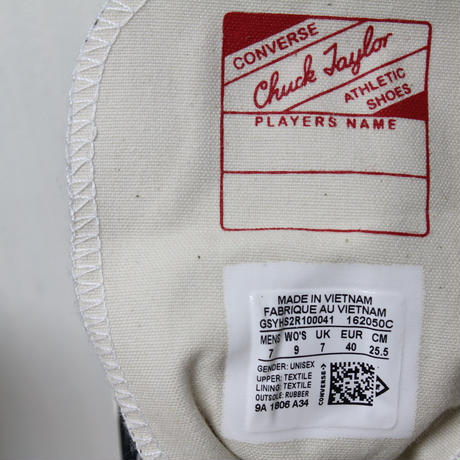 CONVERSE
Chuck Taylor
ATHLETIC
SHOES
PLAYERS NAME
MADE IN VIETNAM
FABRIQUE AU VIETNAM
GSYHS2R100041 162050C
MENS WO'S UK EUR CM
7 9 7 40 25.5
GENDER: UNISEX
UPPER: TEXTILE
LINING: TEXTILE
OUTSOLE: RUBBER
9A 1806 A34
CONVERSE